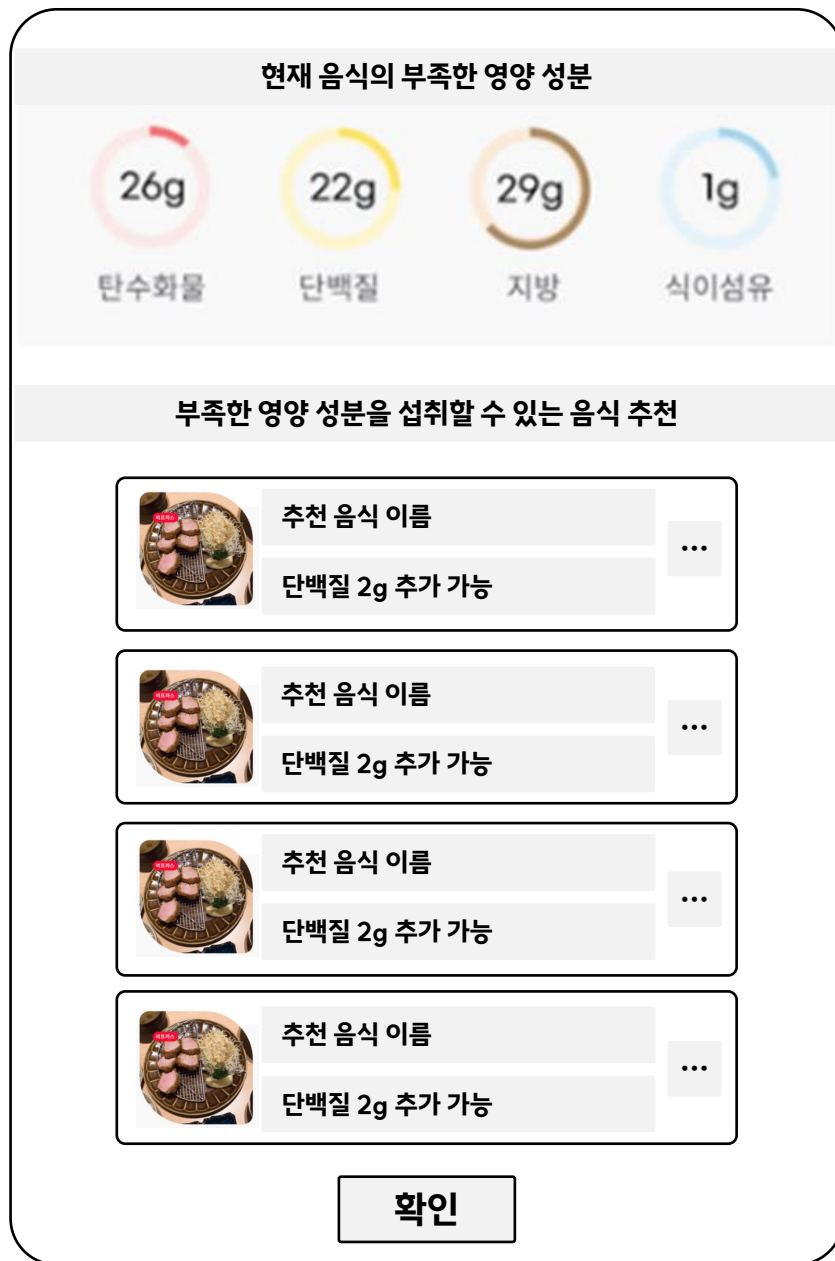 현재 음식의 부족한 영양 성분
26g 22g 29g 1g
탄수화물 단백질 지방 식이섬유
부족한 영양 성분을 섭취할 수 있는 음식 추천
추천 음식 이름
...
단백질 2g 추가 가능
추천 음식 이름
...
단백질 2g 추가 가능
추천 음식 이름
...
단백질 2g 추가 가능
추천 음식 이름
...
단백질 2g 추가 가능
확인